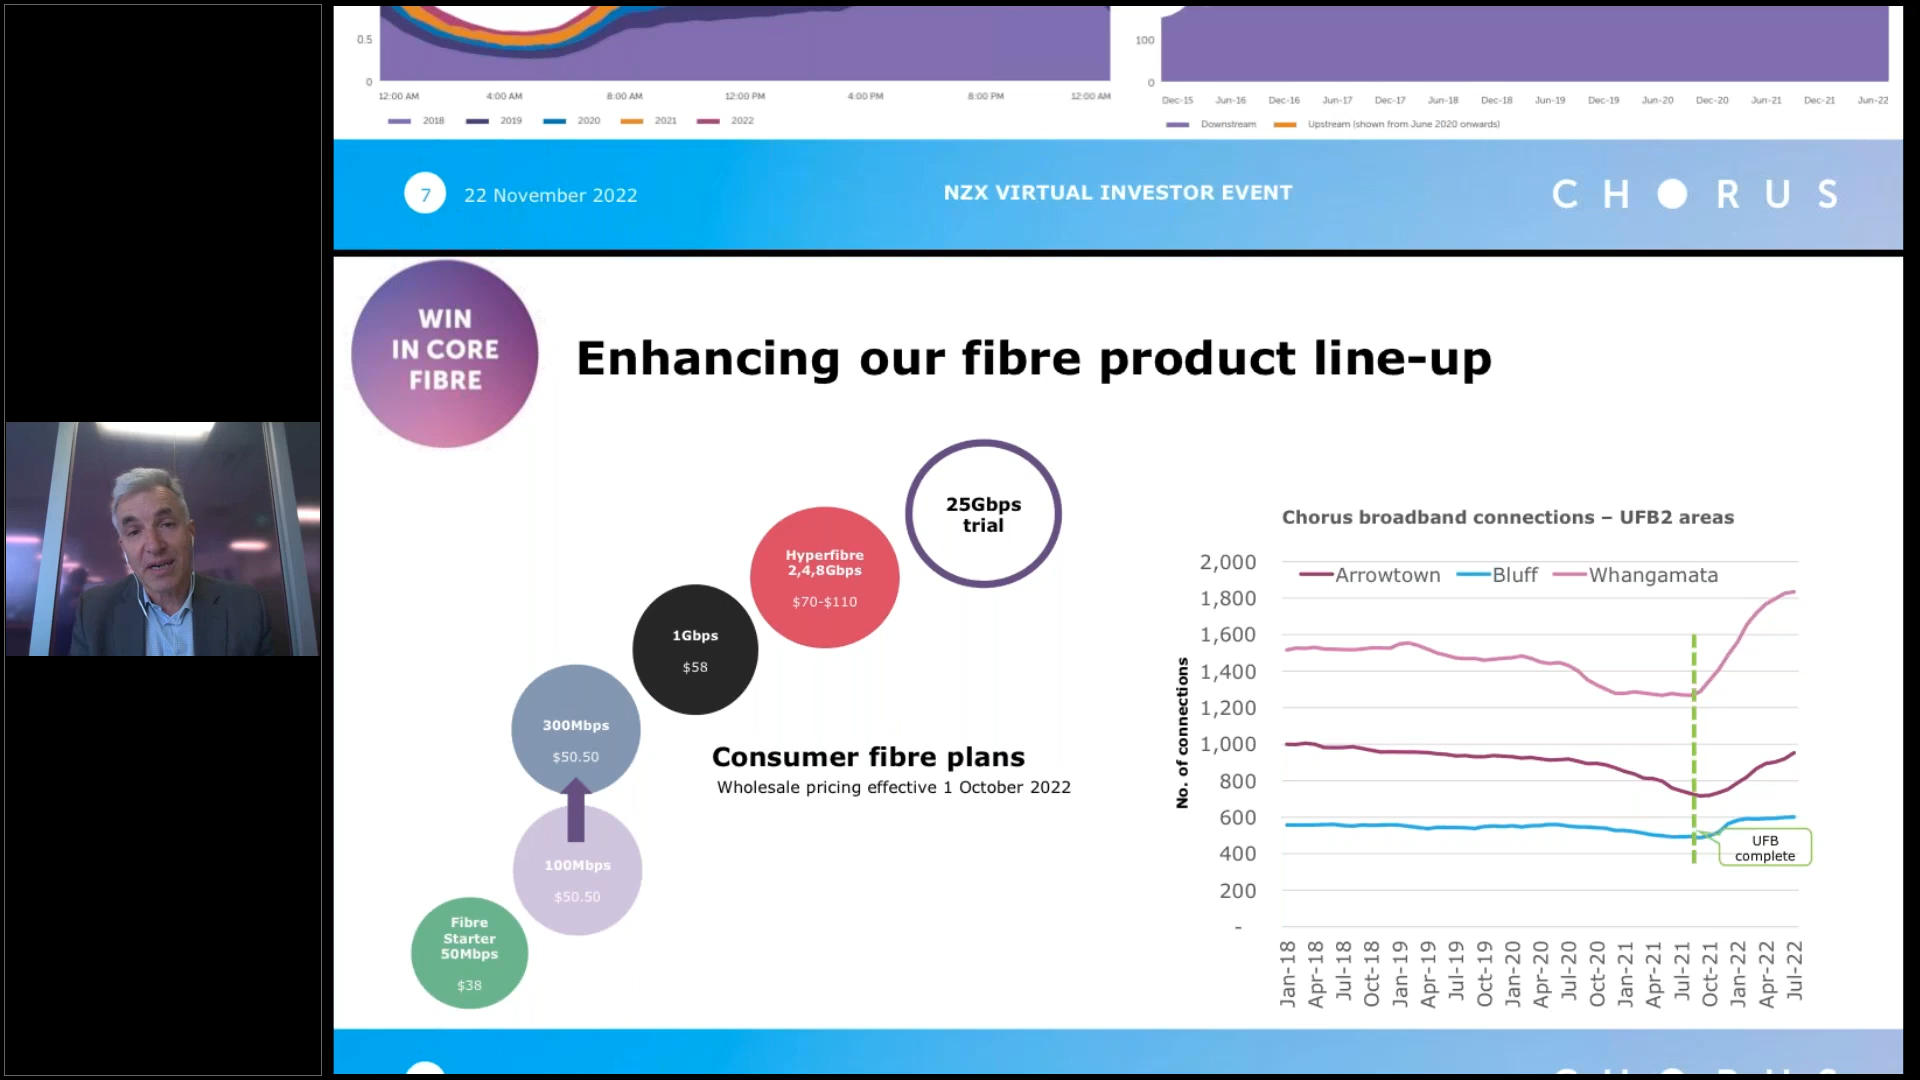 0.5
0
12:00 AM 4:00 AM 8:00 AM 12:00 PM 4:00 PM 8:00 PM 12:00 AM
2018 2019 2020 2021 2022
100
0
Dec-15 Jun-16 Dec-16 Jun-17 Dec-17 Jun-18 Dec-18 Jun-19 Dec-19 Jun-20 Dec-20 Jun-21 Dec-21 Jun-22
Downstream Upstream (shown from June 2020 onwards)
7 22 November 2022
NZX VIRTUAL INVESTOR EVENT
CHORUS
WIN
IN CORE
FIBRE
Enhancing our fibre product line-up
25Gbps
trial
Hyperfibre
2,4,8Gbps
$70-$110
1Gbps
$58
300Mbps
$50.50
100Mbps
$50.50
Fibre
Starter
50Mbps
$38
Consumer fibre plans
Wholesale pricing effective 1 October 2022
Chorus broadband connections – UFB2 areas
Arrowtown Bluff Whangamata
No. of connections
2,000
1,800
1,600
1,400
1,200
1,000
800
600
400
200
-
UFB
complete
Jan-18 Apr-18 Jul-18 Oct-18 Jan-19 Apr-19 Jul-19 Oct-19 Jan-20 Apr-20 Jul-20 Oct-20 Jan-21 Apr-21 Jul-21 Oct-21 Jan-22 Apr-22 Jul-22